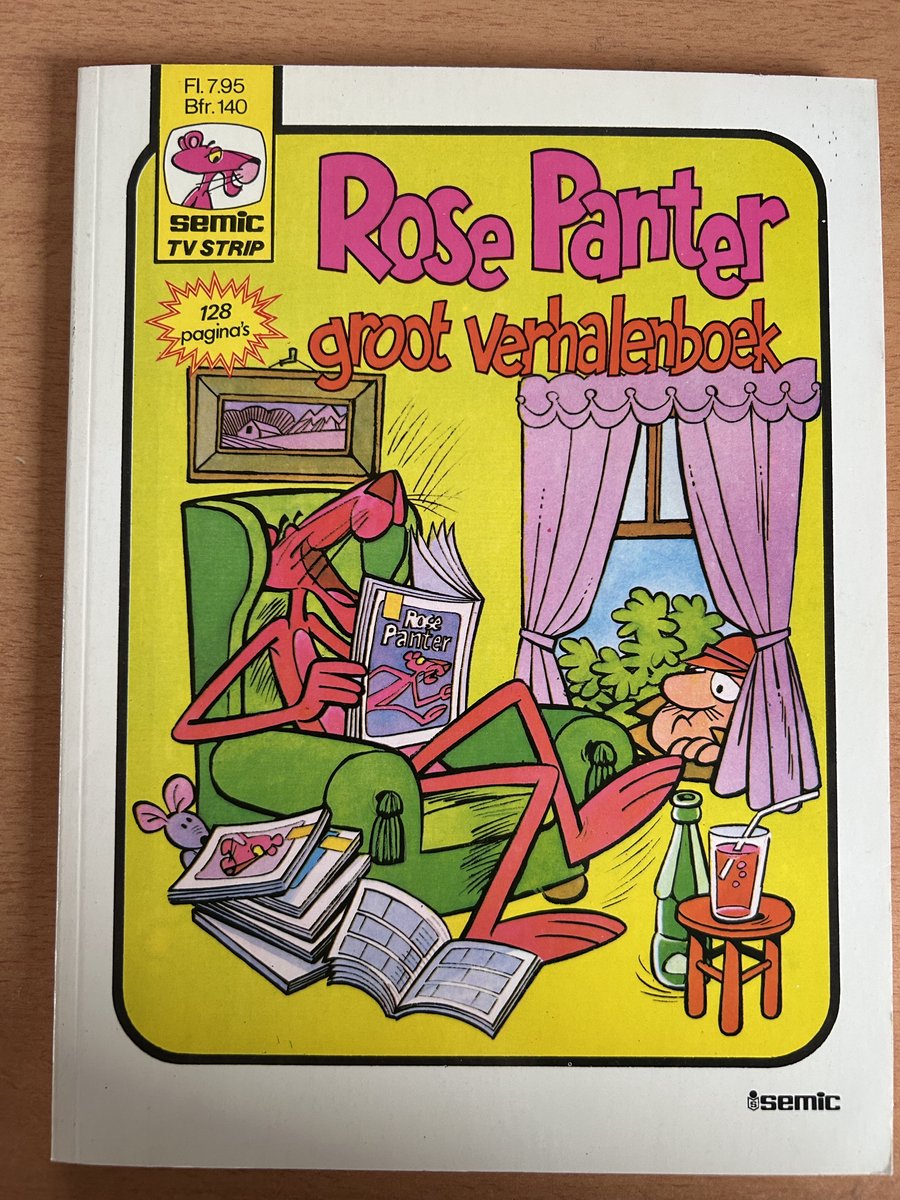 Fl. 7.95
Bfr. 140
semic
TV STRIP
128
pagina's
Rose Panter
groot verhalenboek
Rose
Panter
semic